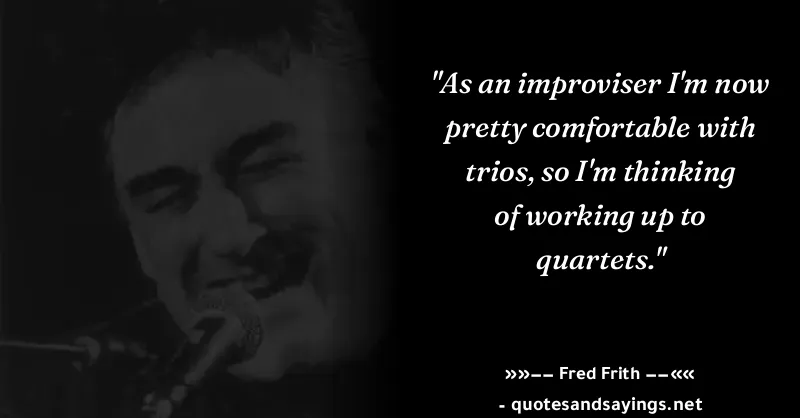 "As an improviser I'm now
pretty comfortable with
trios, so I'm thinking
of working up to
quartets."
»»—— Fred Frith ——««
- quotesandsayings.net